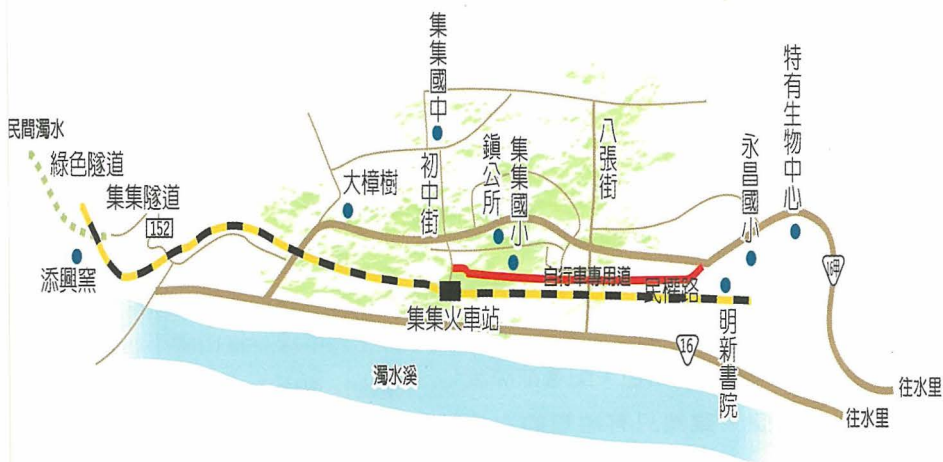 民間濁水
綠色隧道
集集隧道
152
添興窯
大樟樹
集集國中
初中街
鎮公所
集集國小
八張街
自行車專用道
民權路
集集火車站
永昌國小
特有生物中心
明新書院
16甲
16
濁水溪
往水里
往水里